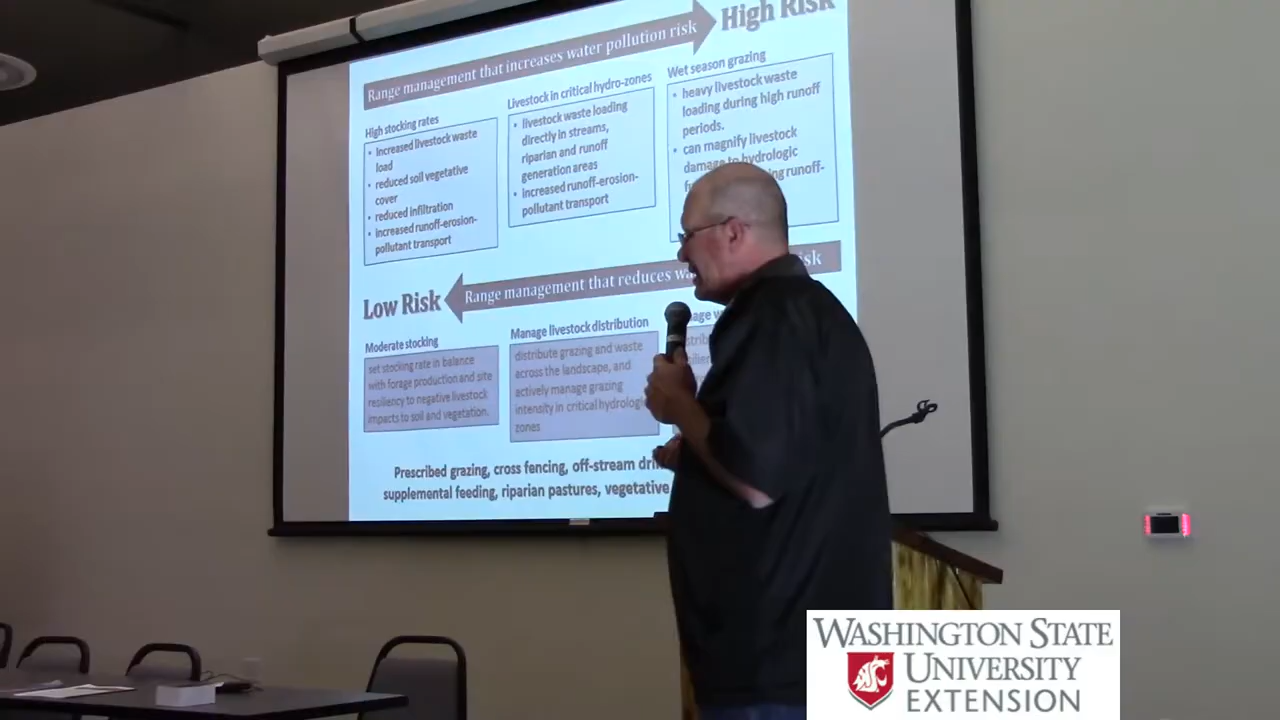 High Risk
Range management that increases water pollution risk
High stocking rates
• Increased livestock waste
load
• reduced soil vegetative
cover
• reduced infiltration
• increased runoff-erosion-
pollutant transport
Livestock in critical hydro-zones
• livestock waste loading
directly in streams,
riparian and runoff
generation areas
• increased runoff-erosion-
pollutant transport
Wet season grazing
• heavy livestock waste
loading during high runoff
periods.
• can magnify livestock
damage to hydrologic
runoff-
Low Risk
Range management that reduces
Moderate stocking
set stocking rate in balance
with forage production and site
resiliency to negative livestock
impacts to soil and vegetation.
Manage livestock distribution
distribute grazing and waste
across the landscape, and
actively manage grazing
intensity in critical hydrologic
zones
Prescribed grazing, cross fencing, off-stream
supplemental feeding, riparian pastures, vegetative
WASHINGTON STATE
UNIVERSITY
EXTENSION